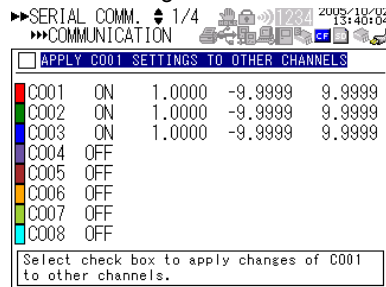 ▸▸SERIAL COMM. 1/4 1234 2005/10/02
▸▸▸COMMUNICATION CF 13:40:04
APPLY C001 SETTINGS TO OTHER CHANNELS
C001 ON 1.0000 -9.9999 9.9999
C002 ON 1.0000 -9.9999 9.9999
C003 ON 1.0000 -9.9999 9.9999
C004 OFF
C005 OFF
C006 OFF
C007 OFF
C008 OFF
Select check box to apply changes of C001
to other channels.